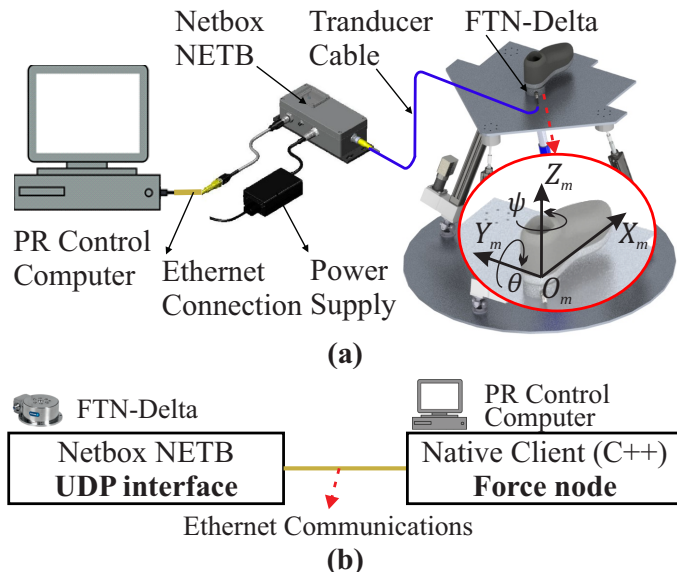 Netbox
NETB
Tranducer
Cable
FTN-Delta
PR Control
Computer
Ethernet
Connection
Power
Supply
Z_m
ψ
Y_m
X_m
θ
O_m
(a)
FTN-Delta
PR Control
Computer
Netbox NETB
UDP interface
Native Client (C++)
Force node
Ethernet Communications
(b)